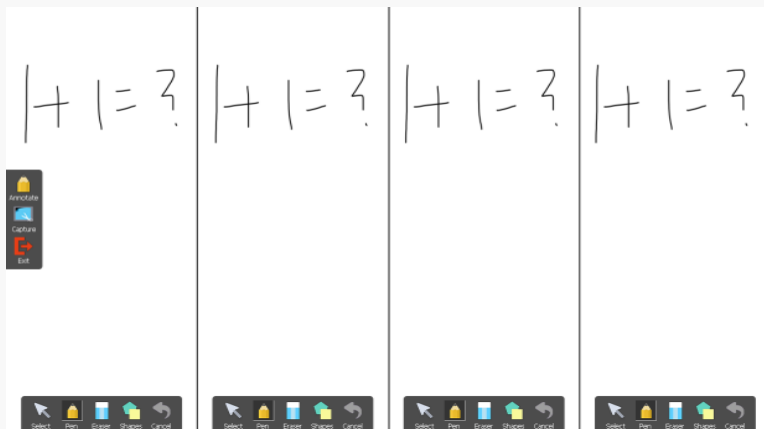 1+1=? 1+1=? 1+1=? 1+1=?
Annotate
Capture
Exit
Select Pen Eraser Shapes Cancel Select Pen Eraser Shapes Cancel Select Pen Eraser Shapes Cancel Select Pen Eraser Shapes Cancel